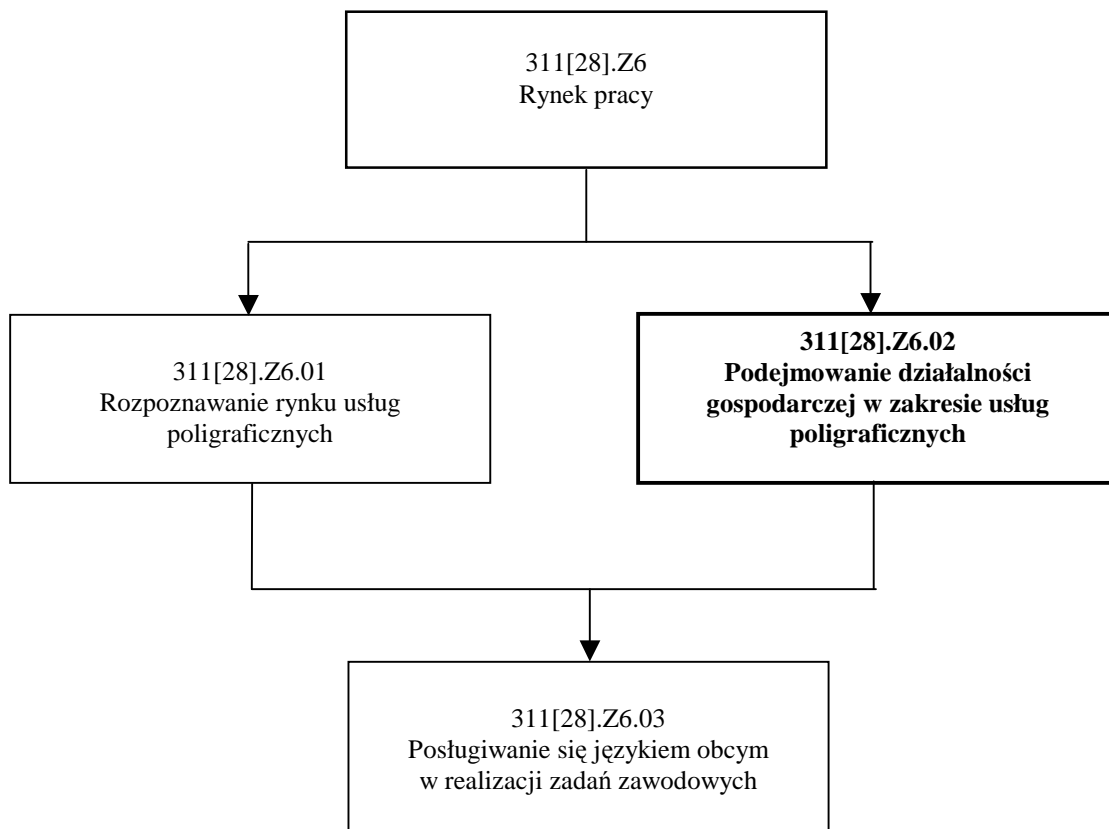 311[28].Z6
Rynek pracy
311[28].Z6.01
Rozpoznawanie rynku usług
poligraficznych
311[28].Z6.02
Podejmowanie działalności
gospodarczej w zakresie usług
poligraficznych
311[28].Z6.03
Posługiwanie się językiem obcym
w realizacji zadań zawodowych